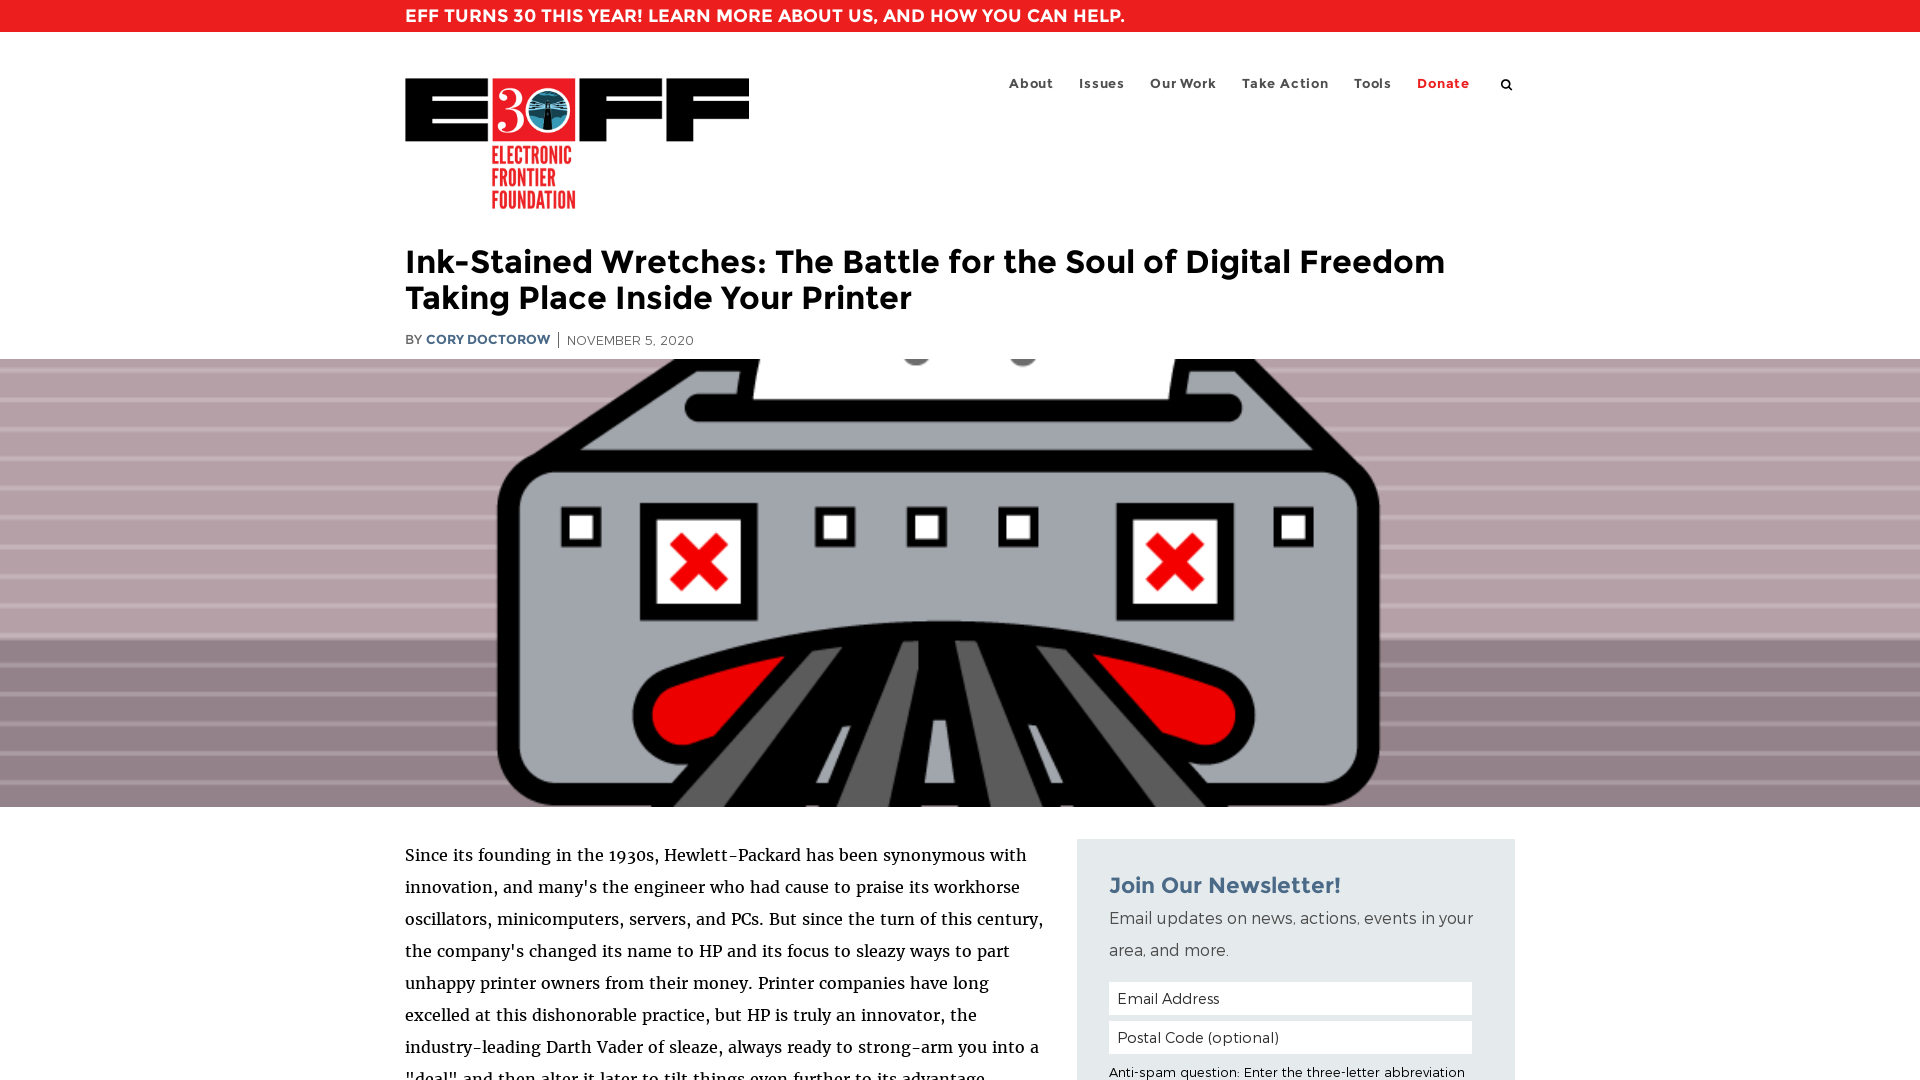 EFF TURNS 30 THIS YEAR! LEARN MORE ABOUT US, AND HOW YOU CAN HELP.
E30FF
ELECTRONIC
FRONTIER
FOUNDATION
About Issues Our Work Take Action Tools Donate
Ink-Stained Wretches: The Battle for the Soul of Digital Freedom
Taking Place Inside Your Printer
BY CORY DOCTOROW | NOVEMBER 5, 2020
Since its founding in the 1930s, Hewlett-Packard has been synonymous with
innovation, and many's the engineer who had cause to praise its workhorse
oscillators, minicomputers, servers, and PCs. But since the turn of this century,
the company's changed its name to HP and its focus to sleazy ways to part
unhappy printer owners from their money. Printer companies have long
excelled at this dishonorable practice, but HP is truly an innovator, the
industry-leading Darth Vader of sleaze, always ready to strong-arm you into a
"deal" and then alter it later to tilt things even further to its advantage.
Join Our Newsletter!
Email updates on news, actions, events in your
area, and more.
Email Address
Postal Code (optional)
Anti-spam question: Enter the three-letter abbreviation